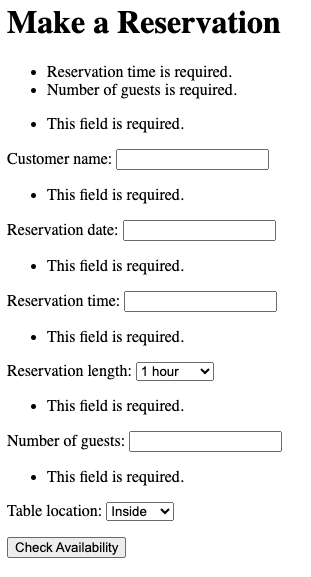 Make a Reservation
Reservation time is required.
Number of guests is required.
This field is required.
Customer name:
This field is required.
Reservation date:
This field is required.
Reservation time:
This field is required.
Reservation length: 1 hour
This field is required.
Number of guests:
This field is required.
Table location: Inside
Check Availability